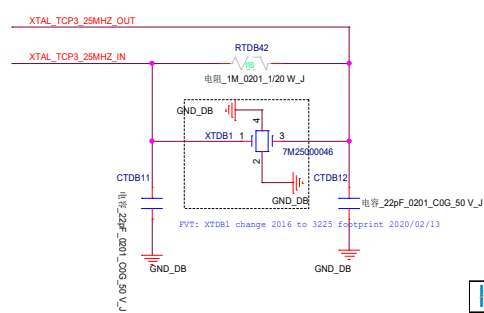 XTAL_TCP3_25MHZ_OUT
RTDB42
XTAL_TCP3_25MHZ_IN
ns
电阻_1M_0201_1/20 W_J
GND_DB
4
XTDB1
1
3
7M25000046
2
CTDB11
CTDB12
GND_DB
电容_22pF_0201_C0G_50 V_J
电容_22pF_0201_C0G_50 V_J
FVT: XTDB1 change 2016 to 3225 footprint 2020/02/13
GND_DB
GND_DB